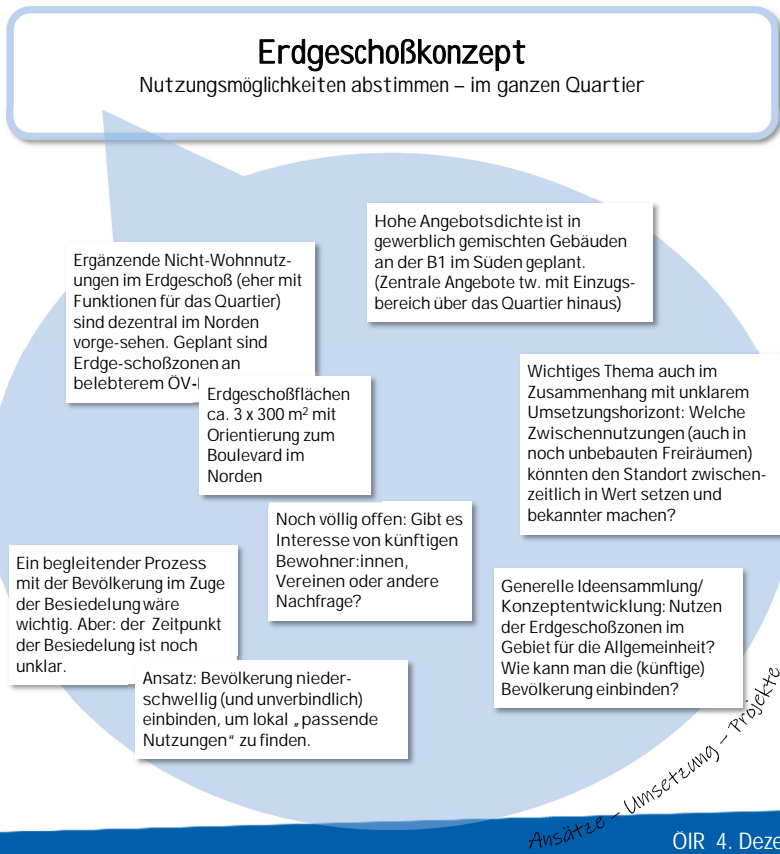 Erdgeschoßkonzept
Nutzungsmöglichkeiten abstimmen – im ganzen Quartier
Hohe Angebotsdichte ist in
gewerblich gemischten Gebäuden
an der B1 im Süden geplant.
(Zentrale Angebote tw. mit Einzugs-
bereich über das Quartier hinaus)
Ergänzende Nicht-Wohnnutz-
ungen im Erdgeschoß (eher mit
Funktionen für das Quartier)
sind dezentral im Norden
vorge-sehen. Geplant sind
Erdge-schoßzonen an
belebterem ÖV-
Erdgeschoßflächen
ca. 3 x 300 m² mit
Orientierung zum
Boulevard im
Norden
Wichtiges Thema auch im
Zusammenhang mit unklarem
Umsetzungshorizont: Welche
Zwischennutzungen (auch in
noch unbebauten Freiräumen)
könnten den Standort zwischen-
zeitlich in Wert setzen und
bekannter machen?
Noch völlig offen: Gibt es
Interesse von künftigen
Bewohner:innen,
Vereinen oder andere
Nachfrage?
Ein begleitender Prozess
mit der Bevölkerung im Zuge
der Besiedelung wäre
wichtig. Aber: der Zeitpunkt
der Besiedelung ist noch
unklar.
Generelle Ideensammlung/
Konzeptentwicklung: Nutzen
der Erdgeschoßzonen im
Gebiet für die Allgemeinheit?
Wie kann man die (künftige)
Bevölkerung einbinden?
Ansatz: Bevölkerung nieder-
schwellig (und unverbindlich)
einbinden, um lokal „passende
Nutzungen“ zu finden.
Ansätze – Umsetzung – Projekte
ÖIR 4. Deze